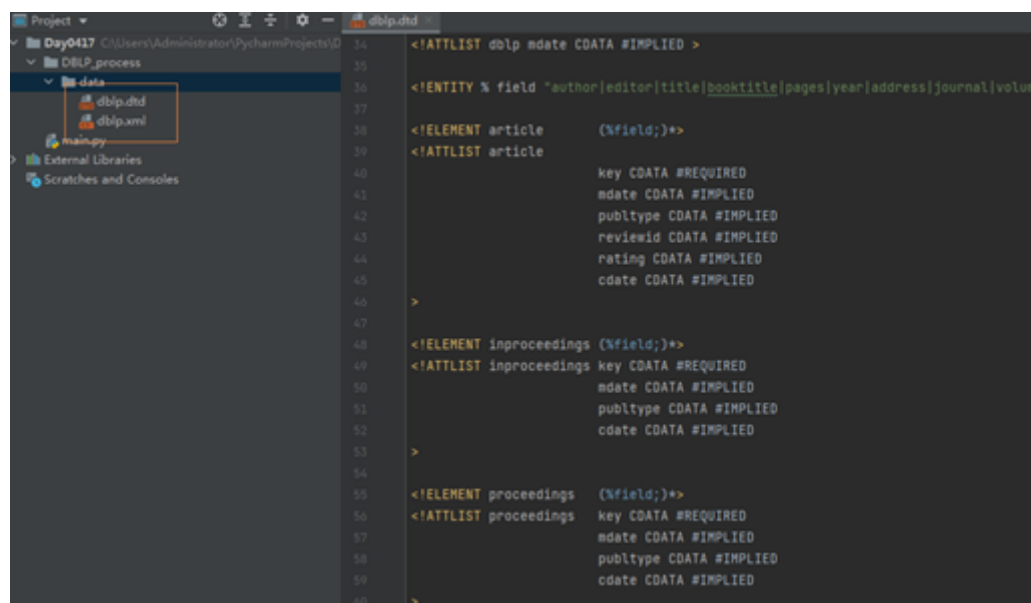 Project
Day0417 C:\Users\Administrator\PycharmProjects\D
DBLP_process
data
dblp.dtd
dblp.xml
main.py
External Libraries
Scratches and Consoles
dblp.dtd
34 <!ATTLIST dblp mdate CDATA #IMPLIED >
35
36 <!ENTITY % field "author|editor|title|booktitle|pages|year|address|journal|volu
37
38 <!ELEMENT article (%field;)*>
39 <!ATTLIST article
40 key CDATA #REQUIRED
41 mdate CDATA #IMPLIED
42 publtype CDATA #IMPLIED
43 reviewid CDATA #IMPLIED
44 rating CDATA #IMPLIED
45 cdate CDATA #IMPLIED
46 >
47
48 <!ELEMENT inproceedings (%field;)*>
49 <!ATTLIST inproceedings key CDATA #REQUIRED
50 mdate CDATA #IMPLIED
51 publtype CDATA #IMPLIED
52 cdate CDATA #IMPLIED
53 >
54
55 <!ELEMENT proceedings (%field;)*>
56 <!ATTLIST proceedings key CDATA #REQUIRED
57 mdate CDATA #IMPLIED
58 publtype CDATA #IMPLIED
59 cdate CDATA #IMPLIED
60 >